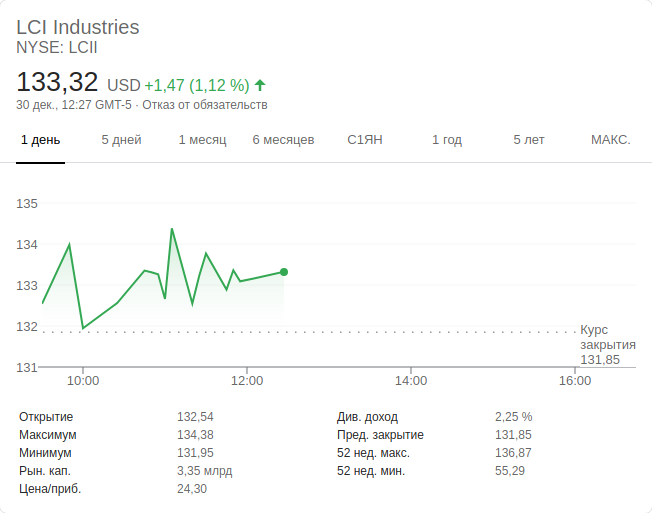 LCI Industries
NYSE: LCII
133,32 USD +1,47 (1,12 %)
30 дек., 12:27 GMT-5 · Отказ от обязательств
1 день 5 дней 1 месяц 6 месяцев С1ЯН 1 год 5 лет МАКС.
135
134
133
132
131
Курс
закрытия
131,85
10:00 12:00 14:00 16:00
Открытие 132,54 Див. доход 2,25 %
Максимум 134,38 Пред. закрытие 131,85
Минимум 131,95 52 нед. макс. 136,87
Рын. кап. 3,35 млрд 52 нед. мин. 55,29
Цена/приб. 24,30